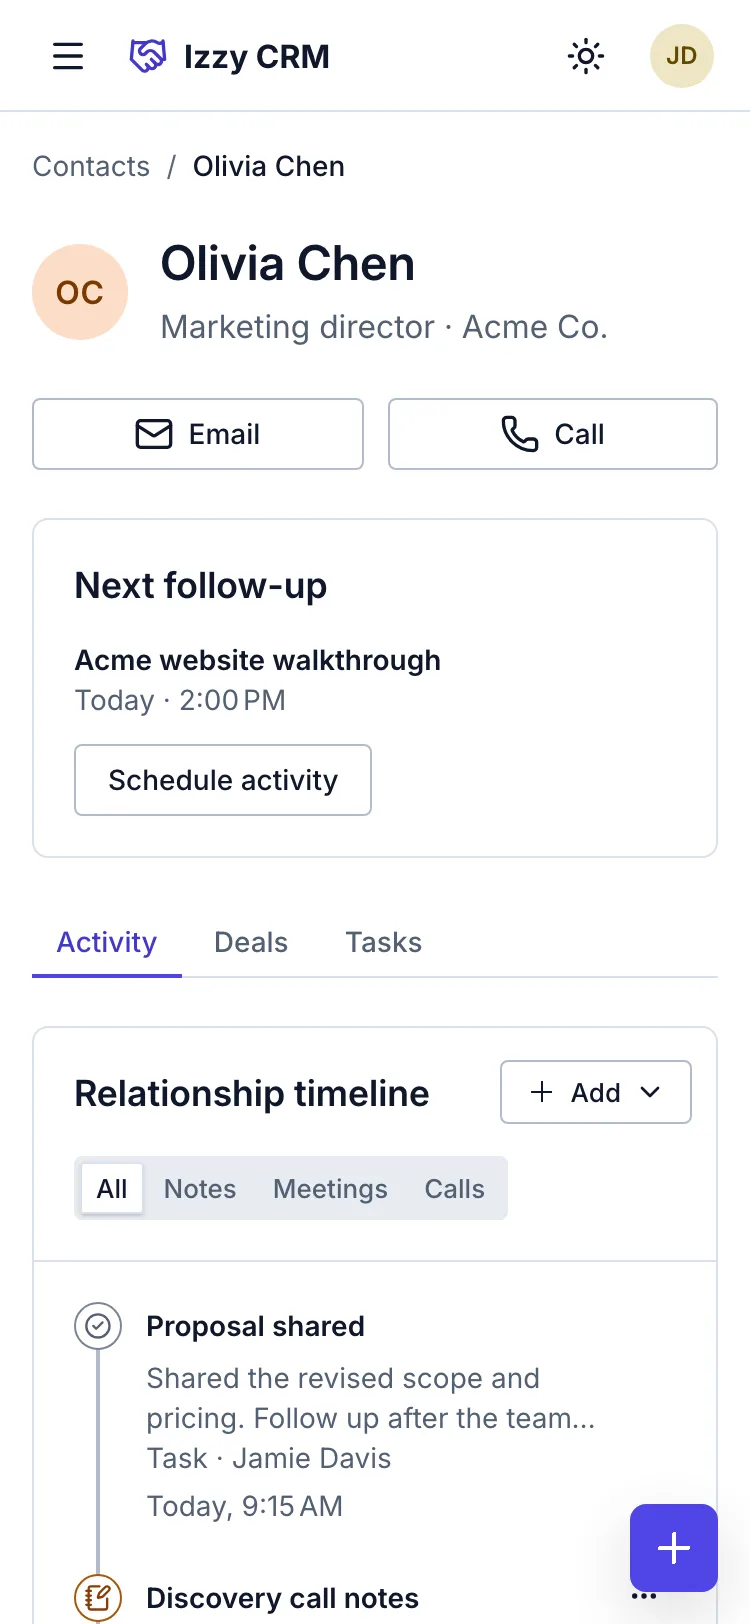 Izzy CRM
JD
Contacts / Olivia Chen
OC
Olivia Chen
Marketing director · Acme Co.
Email
Call
Next follow-up
Acme website walkthrough
Today · 2:00 PM
Schedule activity
Activity
Deals
Tasks
Relationship timeline
Add
All
Notes
Meetings
Calls
Proposal shared
Shared the revised scope and
pricing. Follow up after the team...
Task · Jamie Davis
Today, 9:15 AM
Discovery call notes